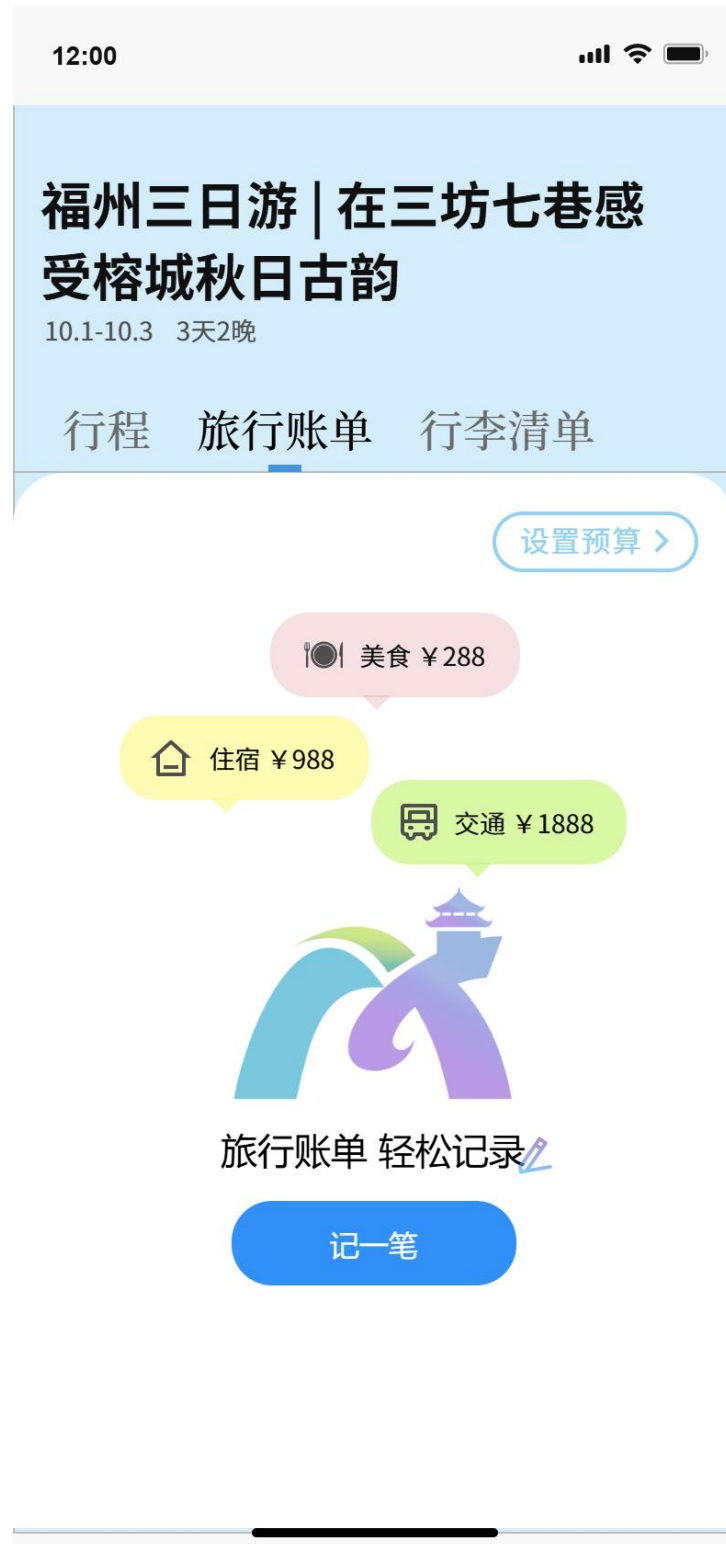 12:00
福州三日游 | 在三坊七巷感
受榕城秋日古韵
10.1-10.3 3天2晚
行程 旅行账单 行李清单
设置预算 >
美食 ¥288
住宿 ¥988
交通 ¥1888
旅行账单 轻松记录
记一笔